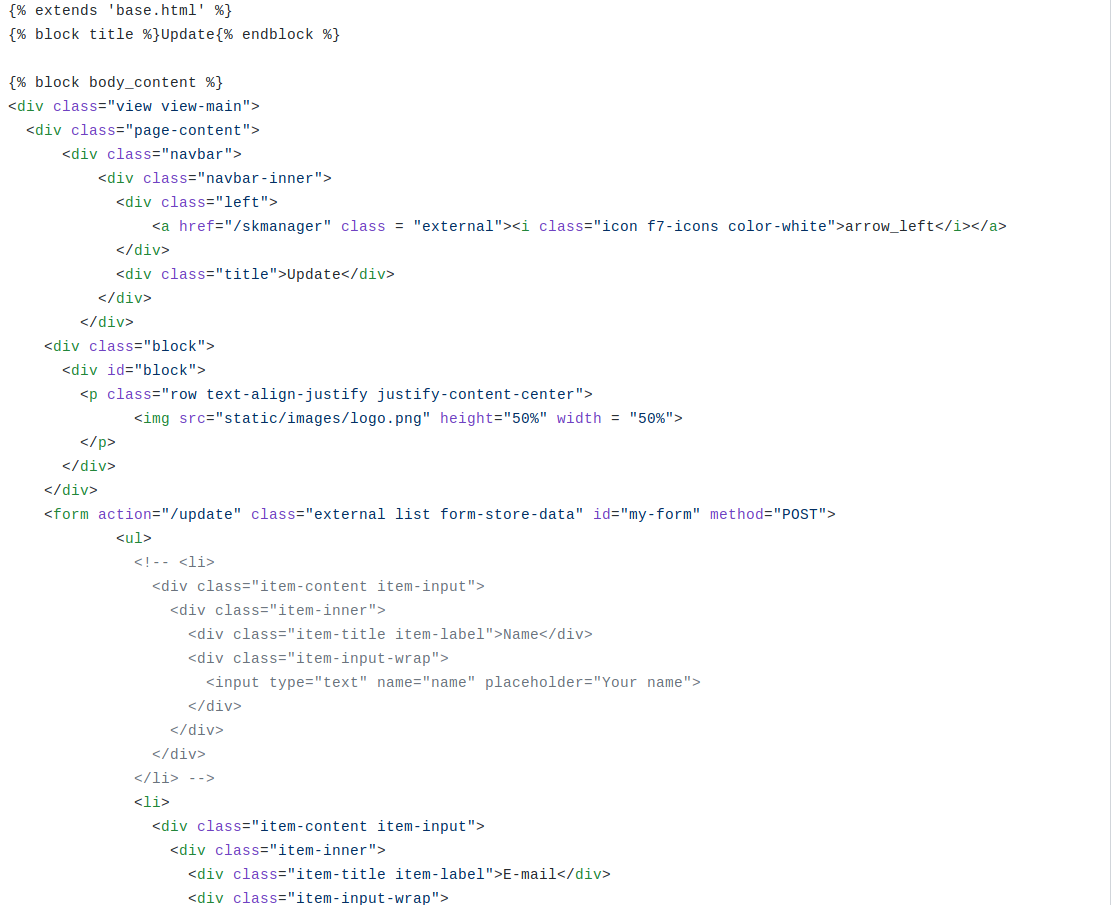 {% extends 'base.html' %}
{% block title %}Update{% endblock %}

{% block body_content %}
<div class="view view-main">
  <div class="page-content">
      <div class="navbar">
          <div class="navbar-inner">
            <div class="left">
                <a href="/skmanager" class = "external"><i class="icon f7-icons color-white">arrow_left</i></a>
            </div>
            <div class="title">Update</div>
          </div>
        </div>
    <div class="block">
      <div id="block">
        <p class="row text-align-justify justify-content-center">
              <img src="static/images/logo.png" height="50%" width = "50%">
        </p>
      </div>
    </div>
    <form action="/update" class="external list form-store-data" id="my-form" method="POST">
            <ul>
              <!-- <li>
                <div class="item-content item-input">
                  <div class="item-inner">
                    <div class="item-title item-label">Name</div>
                    <div class="item-input-wrap">
                      <input type="text" name="name" placeholder="Your name">
                    </div>
                  </div>
                </div>
              </li> -->
              <li>
                <div class="item-content item-input">
                  <div class="item-inner">
                    <div class="item-title item-label">E-mail</div>
                    <div class="item-input-wrap">